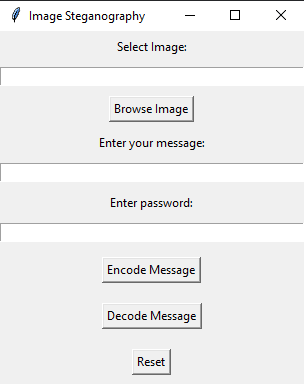 Image Steganography
Select Image:
Browse Image
Enter your message:
Enter password:
Encode Message
Decode Message
Reset